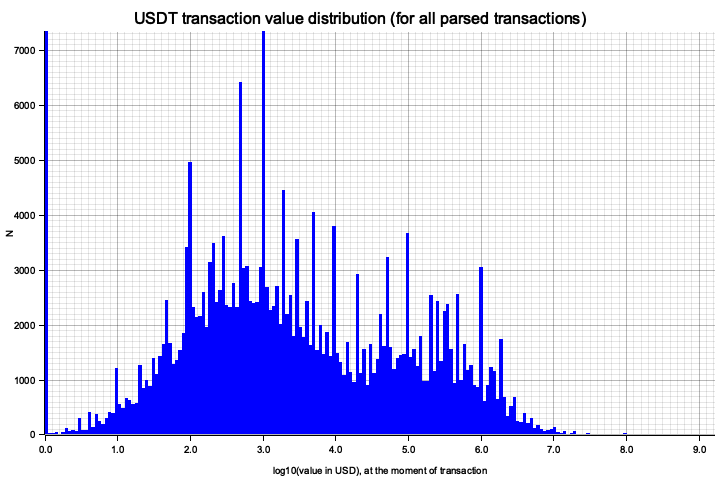 USDT transaction value distribution (for all parsed transactions)
7000
6000
5000
4000
3000
2000
1000
0
N
0.0 1.0 2.0 3.0 4.0 5.0 6.0 7.0 8.0 9.0
log10(value in USD), at the moment of transaction